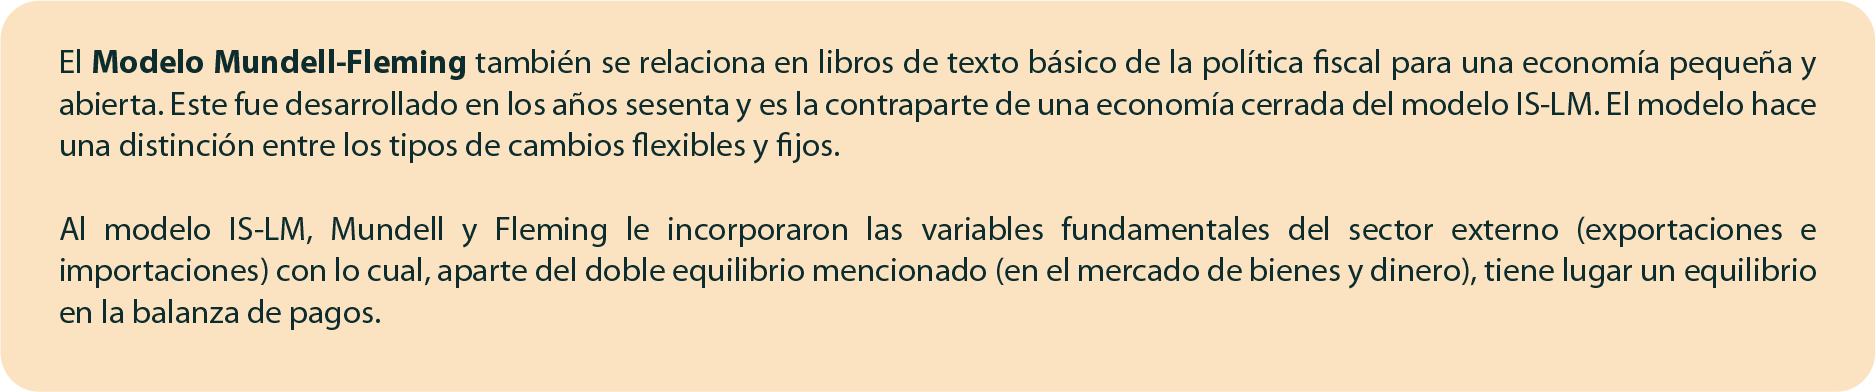 El Modelo Mundell-Fleming también se relaciona en libros de texto básico de la política fiscal para una economía pequeña y
abierta. Este fue desarrollado en los años sesenta y es la contraparte de una economía cerrada del modelo IS-LM. El modelo hace
una distinción entre los tipos de cambios flexibles y fijos.
Al modelo IS-LM, Mundell y Fleming le incorporaron las variables fundamentales del sector externo (exportaciones e
importaciones) con lo cual, aparte del doble equilibrio mencionado (en el mercado de bienes y dinero), tiene lugar un equilibrio
en la balanza de pagos.